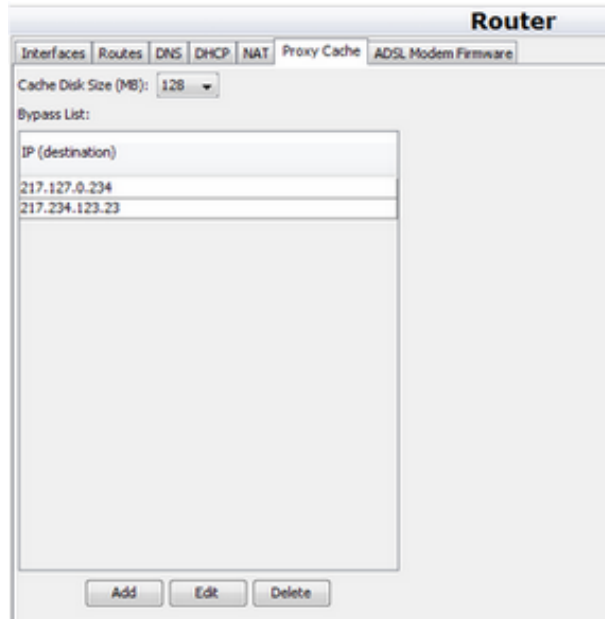 Router
Interfaces Routes DNS DHCP NAT Proxy Cache ADSL Modem Firmware
Cache Disk Size (MB): 128
Bypass List:
IP (destination)
217.127.0.234
217.234.123.23
Add Edit Delete